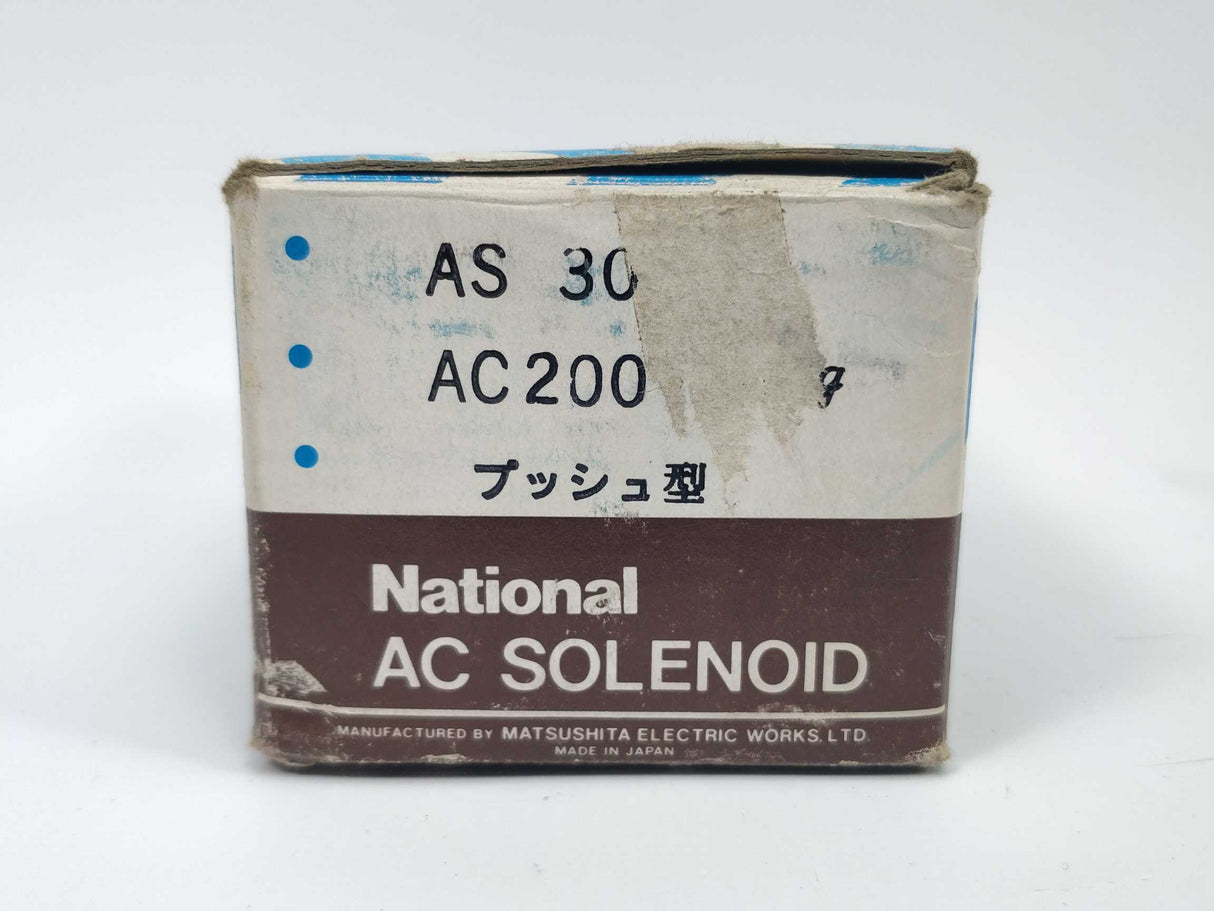 AS 30
AC200
プッシュ型
National
AC SOLENOID
MANUFACTURED BY MATSUSHITA ELECTRIC WORKS. LTD.
MADE IN JAPAN